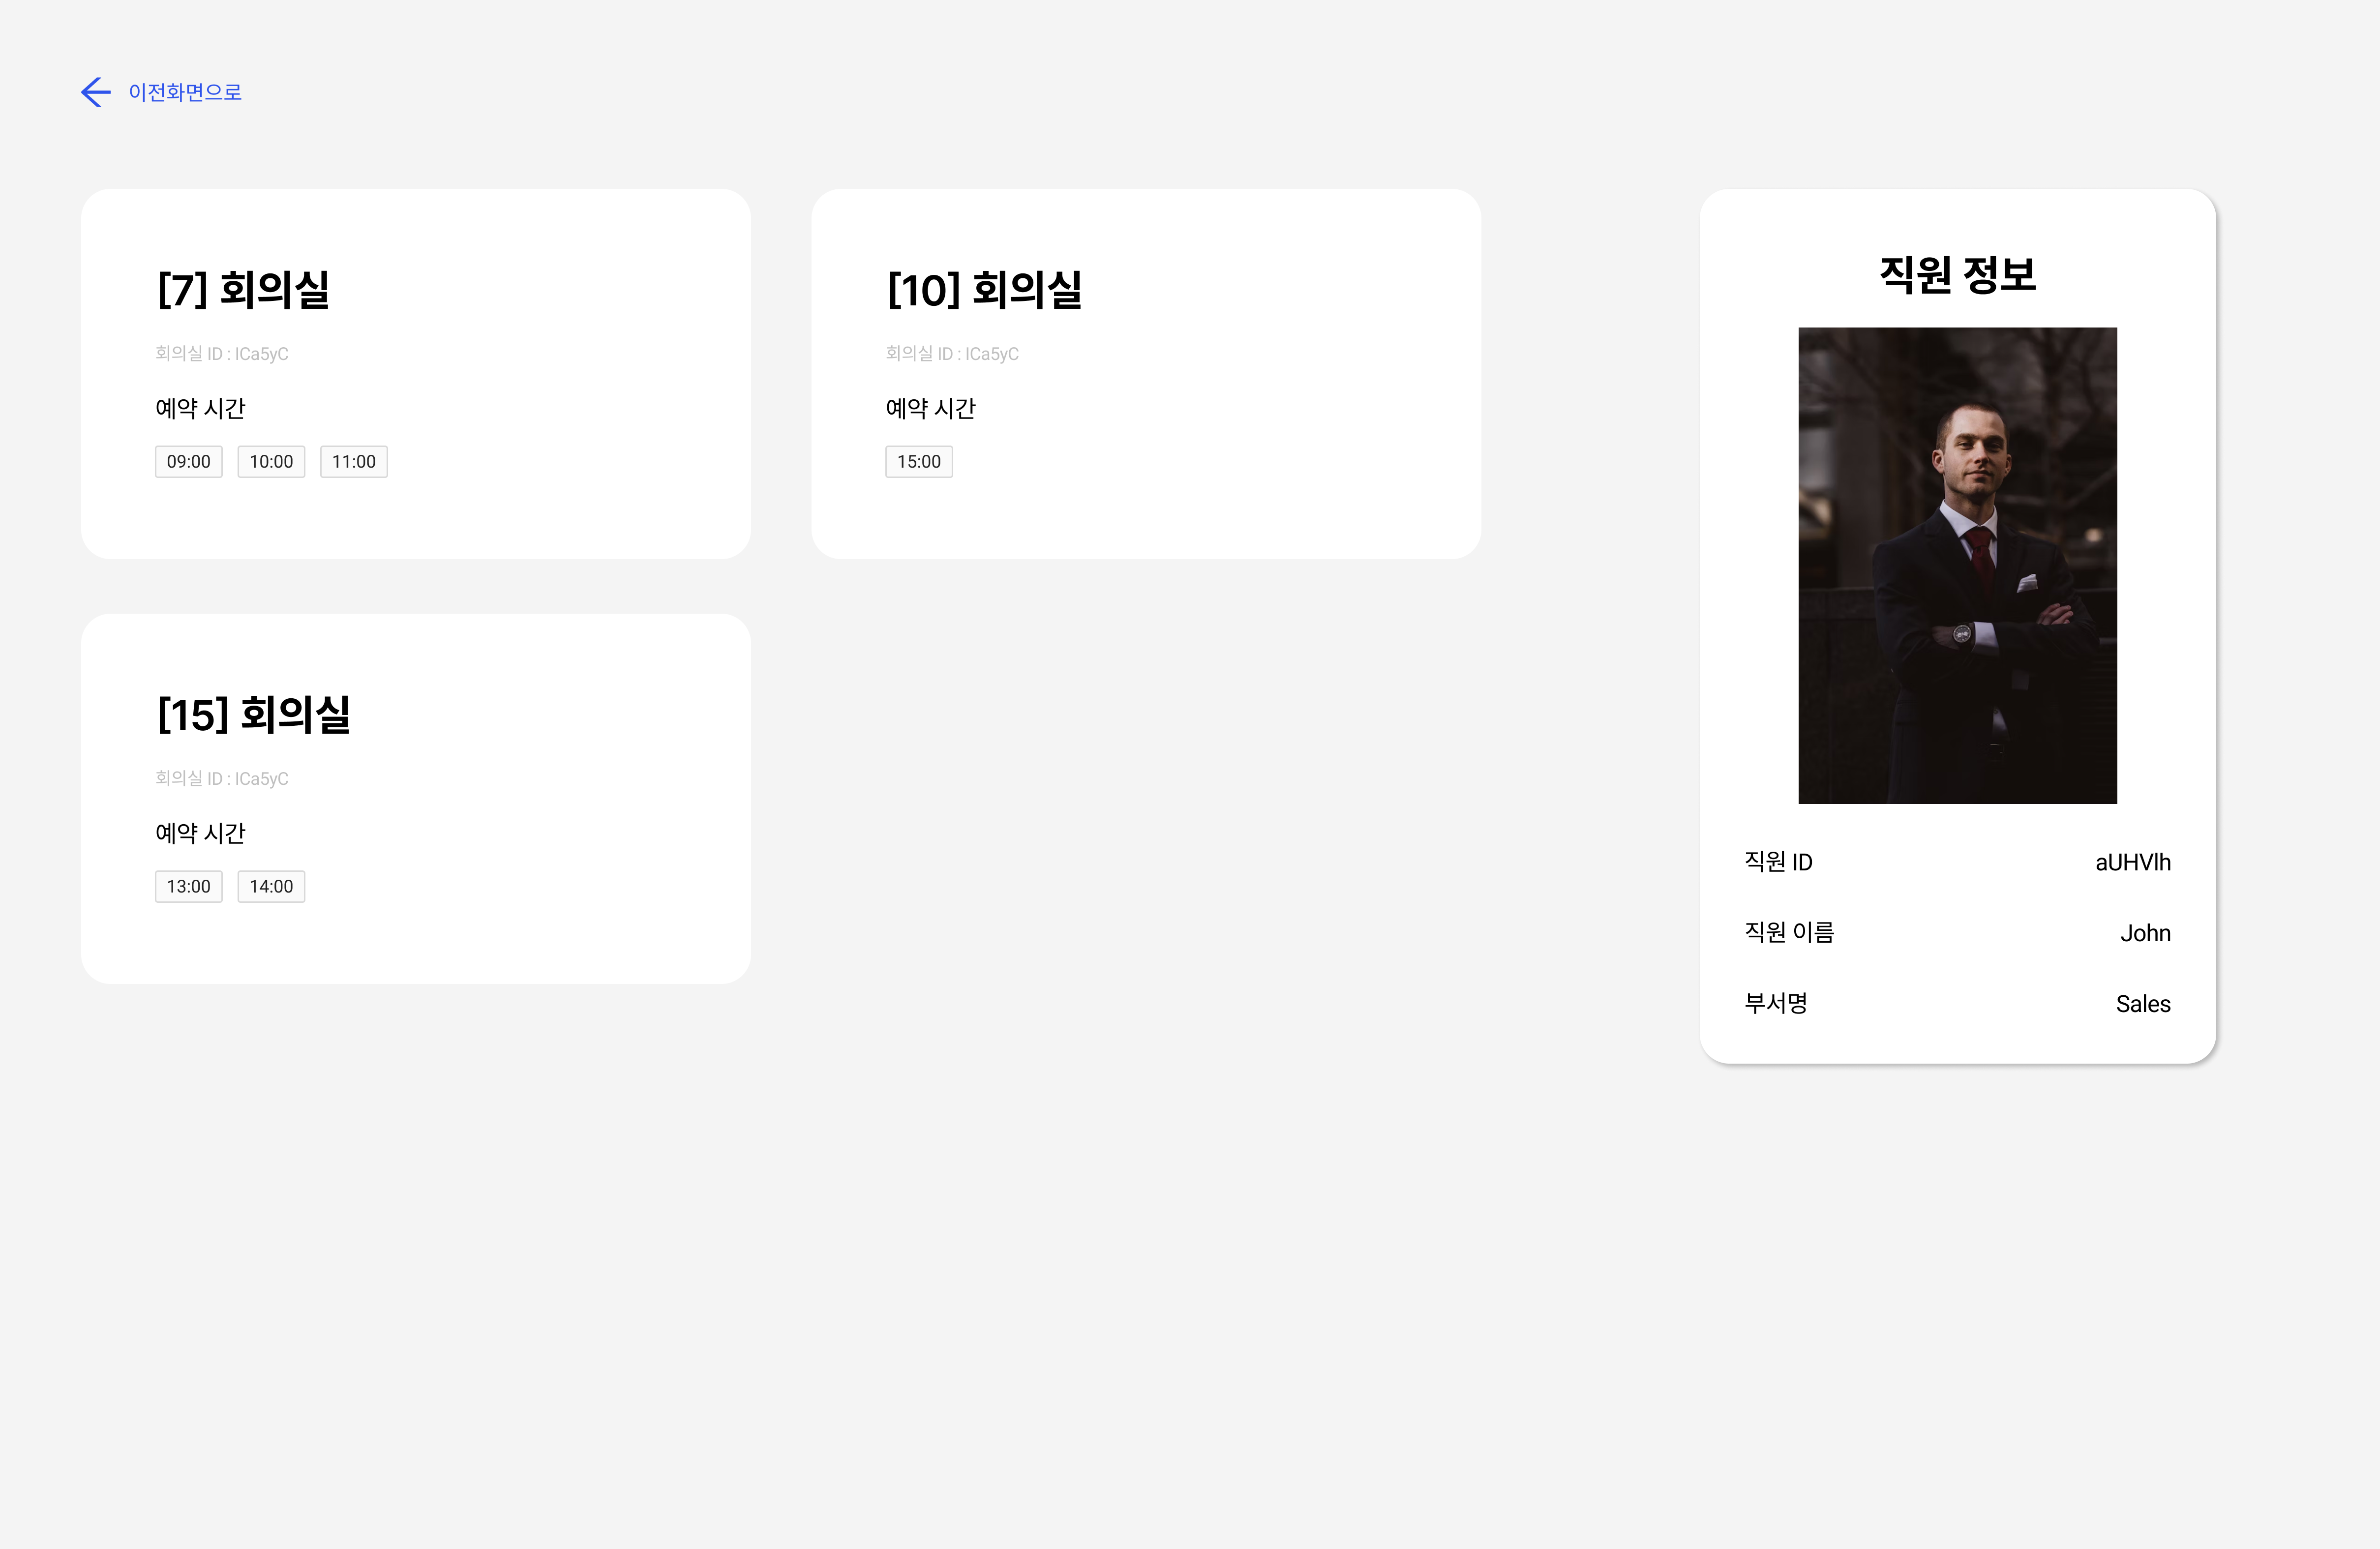 이전화면으로
[7] 회의실
회의실 ID : ICa5yC
예약 시간
09:00 10:00 11:00
[10] 회의실
회의실 ID : ICa5yC
예약 시간
15:00
[15] 회의실
회의실 ID : ICa5yC
예약 시간
13:00 14:00
직원 정보
직원 ID aUHVlh
직원 이름 John
부서명 Sales